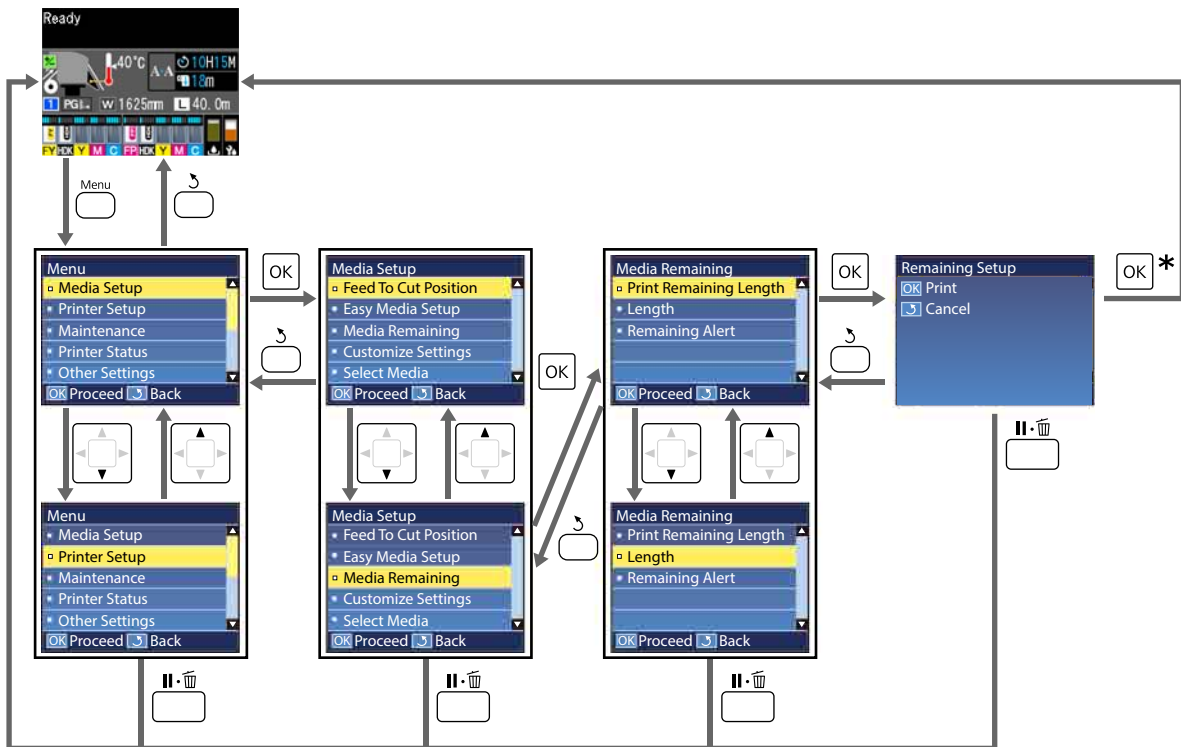 Ready
40°C
A-A
10H15M
18m
1 PG W 1625mm L 40.0m
FY HDK Y M C FP HDK Y M C
Menu
Menu
Media Setup
Printer Setup
Maintenance
Printer Status
Other Settings
OK Proceed Back
OK
Media Setup
Feed To Cut Position
Easy Media Setup
Media Remaining
Customize Settings
Select Media
OK Proceed Back
OK
Media Remaining
Print Remaining Length
Length
Remaining Alert
OK Proceed Back
OK
Remaining Setup
OK Print
Cancel
OK *
Menu
Media Setup
Printer Setup
Maintenance
Printer Status
Other Settings
OK Proceed Back
Media Setup
Feed To Cut Position
Easy Media Setup
Media Remaining
Customize Settings
Select Media
OK Proceed Back
Media Remaining
Print Remaining Length
Length
Remaining Alert
OK Proceed Back